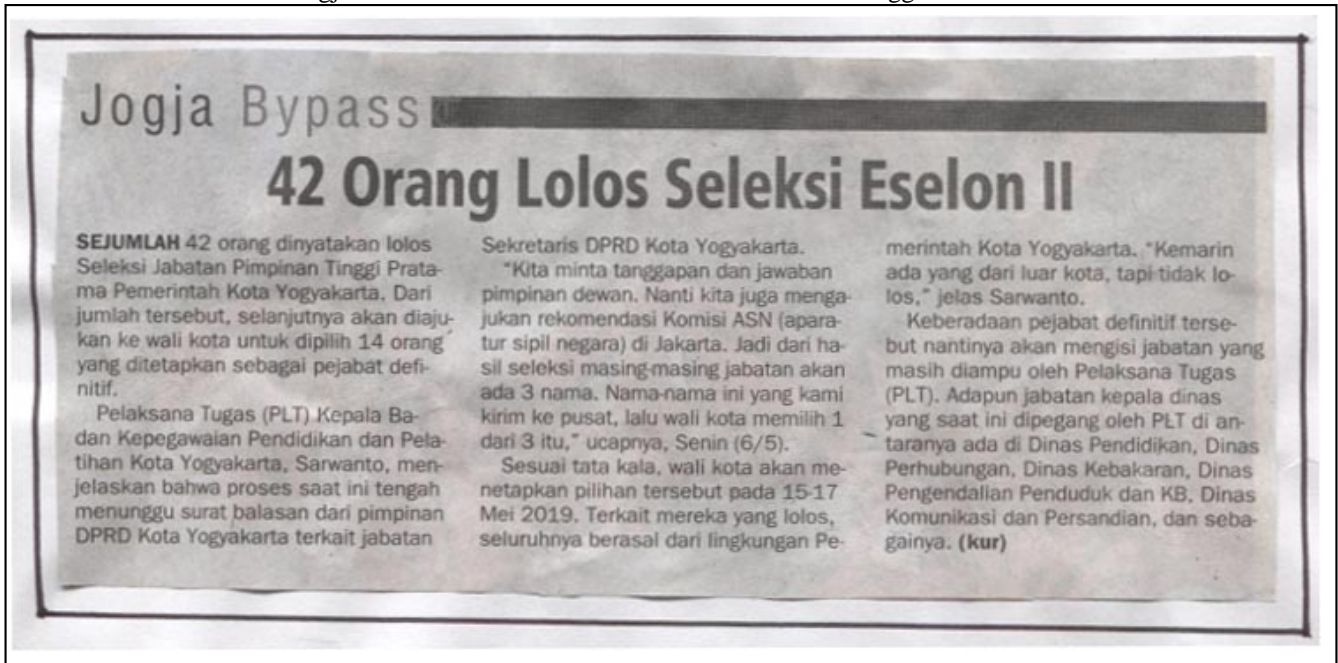 Jogja Bypass
42 Orang Lolos Seleksi Eselon II
SEJUMLAH 42 orang dinyatakan lolos
Seleksi Jabatan Pimpinan Tinggi Prata-
ma Pemerintah Kota Yogyakarta. Dari
jumlah tersebut, selanjutnya akan diaju-
kan ke wali kota untuk dipilih 14 orang
yang ditetapkan sebagai pejabat defi-
nitif.
Pelaksana Tugas (PLT) Kepala Ba-
dan Kepegawaian Pendidikan dan Pela-
tihan Kota Yogyakarta, Sarwanto, men-
jelaskan bahwa proses saat ini tengah
menunggu surat balasan dari pimpinan
DPRD Kota Yogyakarta terkait jabatan
Sekretaris DPRD Kota Yogyakarta.
"Kita minta tanggapan dan jawaban
pimpinan dewan. Nanti kita juga menga-
jukan rekomendasi Komisi ASN (apara-
tur sipil negara) di Jakarta. Jadi dari ha-
sil seleksi masing-masing jabatan akan
ada 3 nama. Nama-nama ini yang kami
kirim ke pusat, lalu wali kota memilih 1
dari 3 itu," ucapnya, Senin (6/5).
Sesuai tata kala, wali kota akan me-
netapkan pilihan tersebut pada 15-17
Mei 2019. Terkait mereka yang lolos,
seluruhnya berasal dari lingkungan Pe-
merintah Kota Yogyakarta. "Kemarin
ada yang dari luar kota, tapi tidak lo-
los," jelas Sarwanto.
Keberadaan pejabat definitif terse-
but nantinya akan mengisi jabatan yang
masih diampu oleh Pelaksana Tugas
(PLT). Adapun jabatan kepala dinas
yang saat ini dipegang oleh PLT di an-
taranya ada di Dinas Pendidikan, Dinas
Perhubungan, Dinas Kebakaran, Dinas
Pengendalian Penduduk dan KB, Dinas
Komunikasi dan Persandian, dan seba-
gainya. (kur)